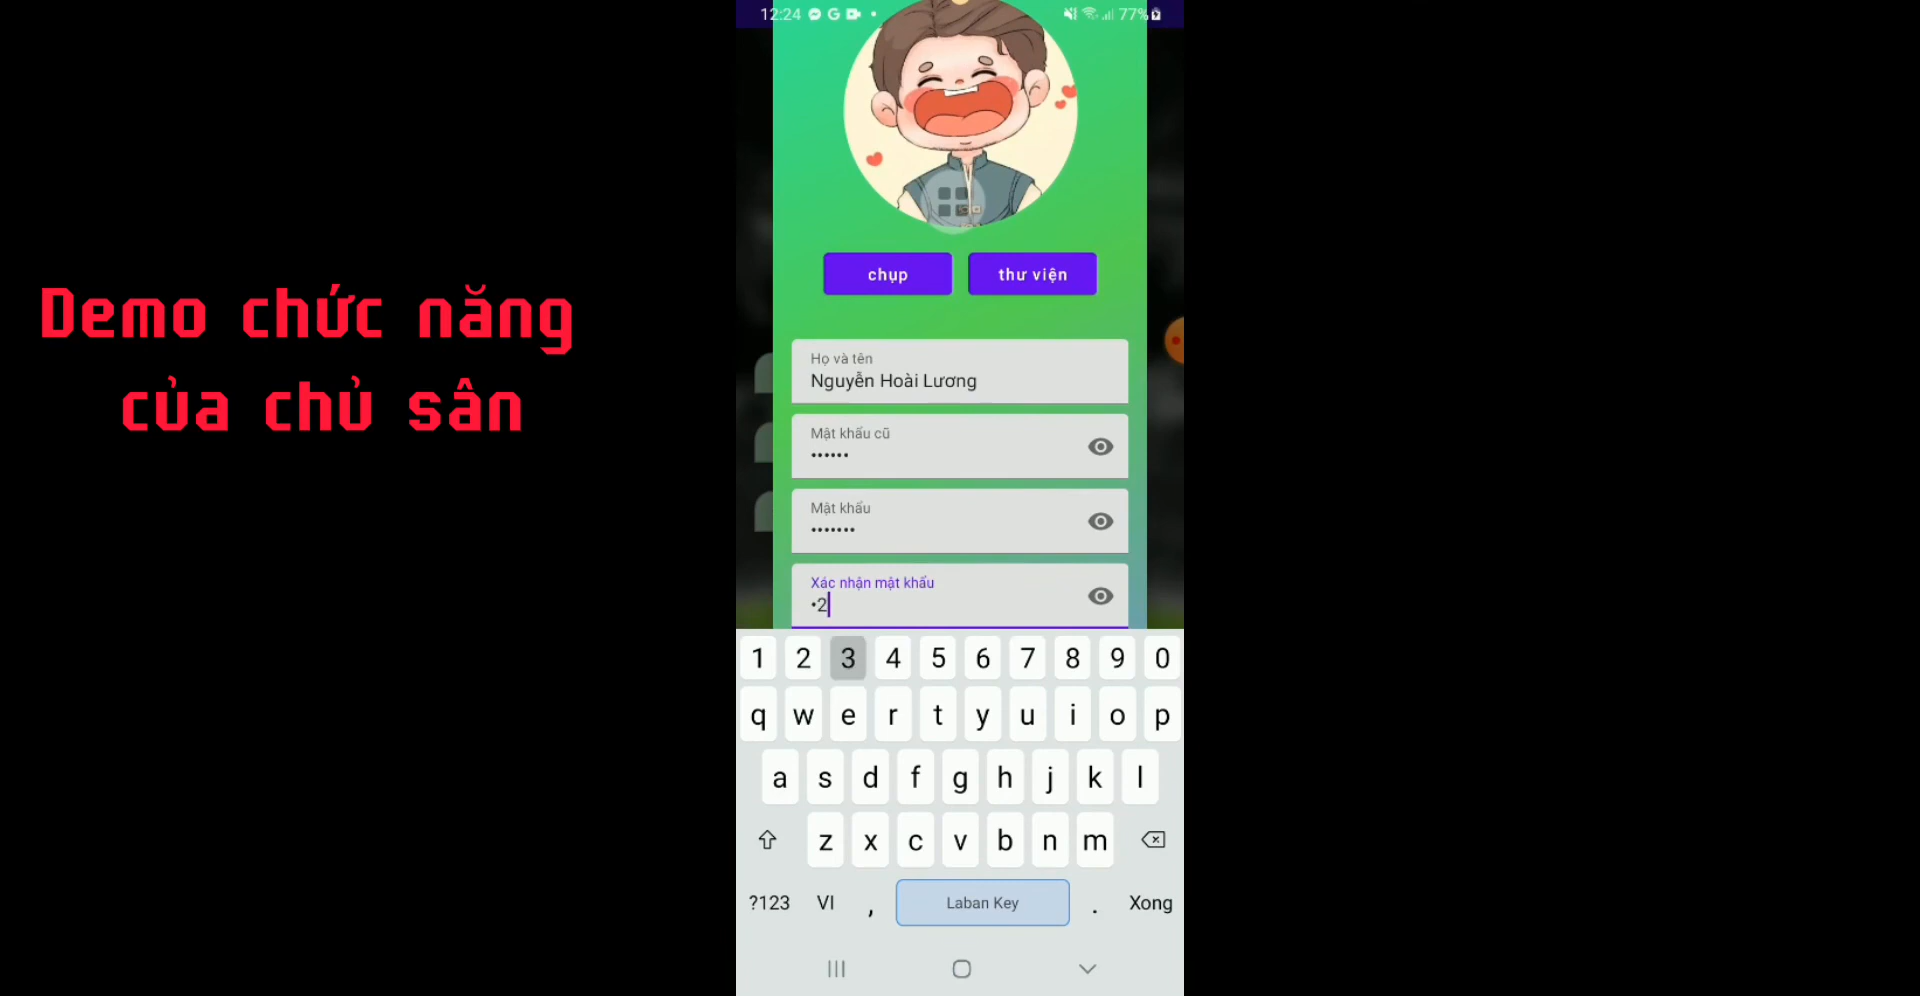 Demo chức năng
của chủ sân
12:24
77%
chụp
thư viện
Họ và tên
Nguyễn Hoài Lương
Mật khẩu cũ
••••••
Mật khẩu
•••••••
Xác nhận mật khẩu
•2
1 2 3 4 5 6 7 8 9 0
q w e r t y u i o p
a s d f g h j k l
z x c v b n m
?123 VI , Laban Key . Xong